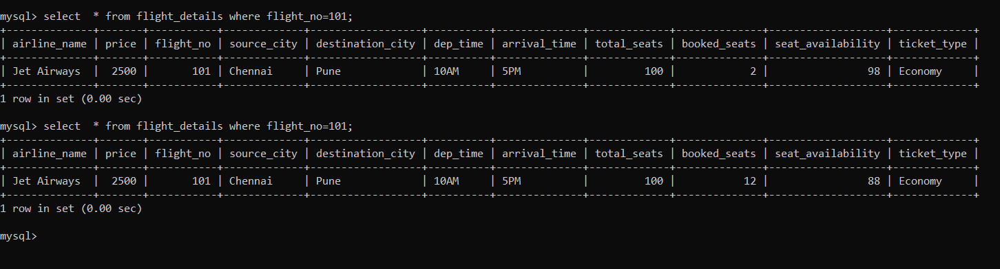 mysql> select  * from flight_details where flight_no=101;
+--------------+-------+-----------+-------------+------------------+----------+--------------+-------------+--------------+-------------------+-------------+
| airline_name | price | flight_no | source_city | destination_city | dep_time | arrival_time | total_seats | booked_seats | seat_availability | ticket_type |
+--------------+-------+-----------+-------------+------------------+----------+--------------+-------------+--------------+-------------------+-------------+
| Jet Airways  |  2500 |       101 | Chennai     | Pune             | 10AM     | 5PM          |         100 |            2 |                98 | Economy     |
+--------------+-------+-----------+-------------+------------------+----------+--------------+-------------+--------------+-------------------+-------------+
1 row in set (0.00 sec)
mysql> select  * from flight_details where flight_no=101;
+--------------+-------+-----------+-------------+------------------+----------+--------------+-------------+--------------+-------------------+-------------+
| airline_name | price | flight_no | source_city | destination_city | dep_time | arrival_time | total_seats | booked_seats | seat_availability | ticket_type |
+--------------+-------+-----------+-------------+------------------+----------+--------------+-------------+--------------+-------------------+-------------+
| Jet Airways  |  2500 |       101 | Chennai     | Pune             | 10AM     | 5PM          |         100 |           12 |                88 | Economy     |
+--------------+-------+-----------+-------------+------------------+----------+--------------+-------------+--------------+-------------------+-------------+
1 row in set (0.00 sec)
mysql>